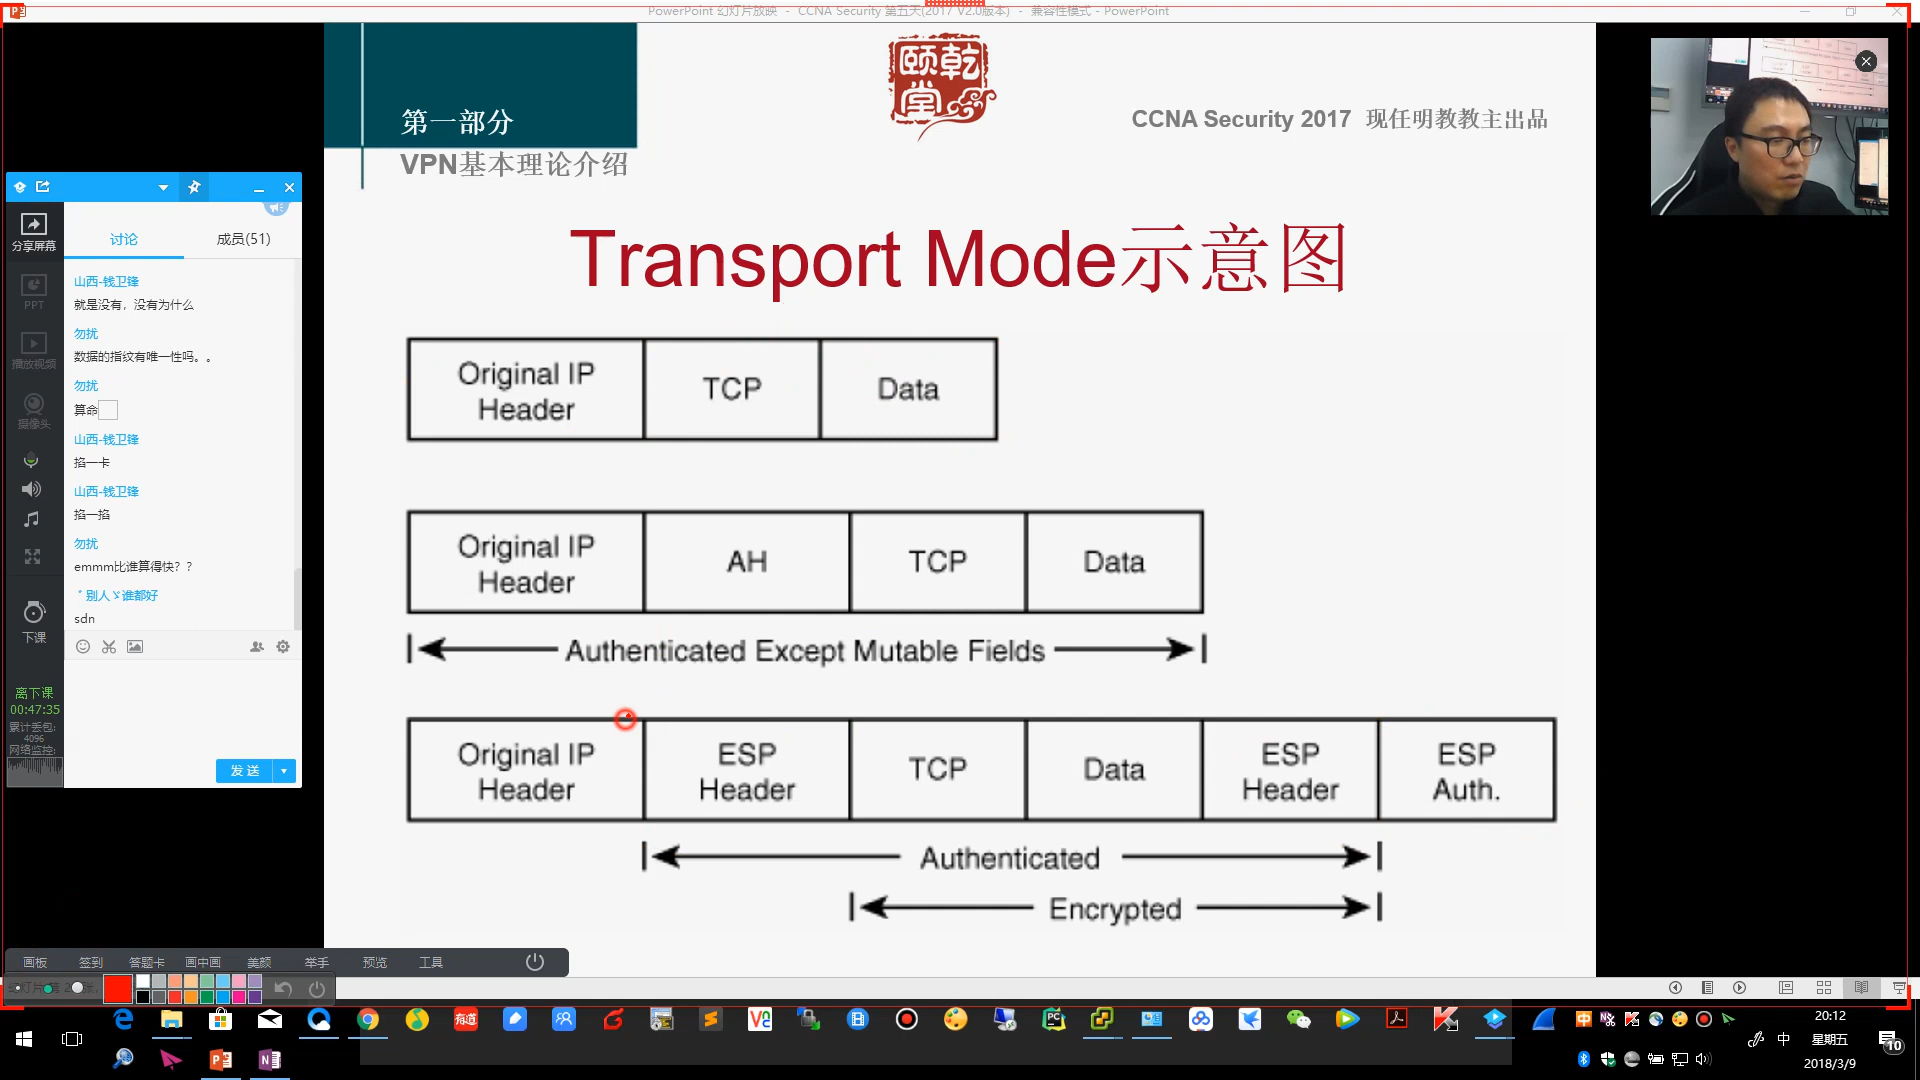 PowerPoint 幻灯片放映 - CCNA Security 第五天(2017 V2.0版本) - 兼容性模式 - PowerPoint
第一部分
VPN基本理论介绍
颐乾堂
CCNA Security 2017 现任明教教主出品
Transport Mode示意图
Original IP Header
TCP
Data
Original IP Header
AH
TCP
Data
Authenticated Except Mutable Fields
Original IP Header
ESP Header
TCP
Data
ESP Header
ESP Auth.
Authenticated
Encrypted
分享屏幕
PPT
播放视频
摄像头
下课
离下课
00:47:35
累计丢包:
4096
网络监控:
讨论
成员(51)
山西-钱卫锋
就是没有，没有为什么
勿扰
数据的指纹有唯一性吗。。
勿扰
算命
山西-钱卫锋
掐一卡
山西-钱卫锋
掐一掐
勿扰
emmm比谁算得快？？
别人ゞ谁都好
sdn
发送
画板
签到
答题卡
画中画
美颜
举手
预览
工具
有道
中
20:12
星期五
2018/3/9
10